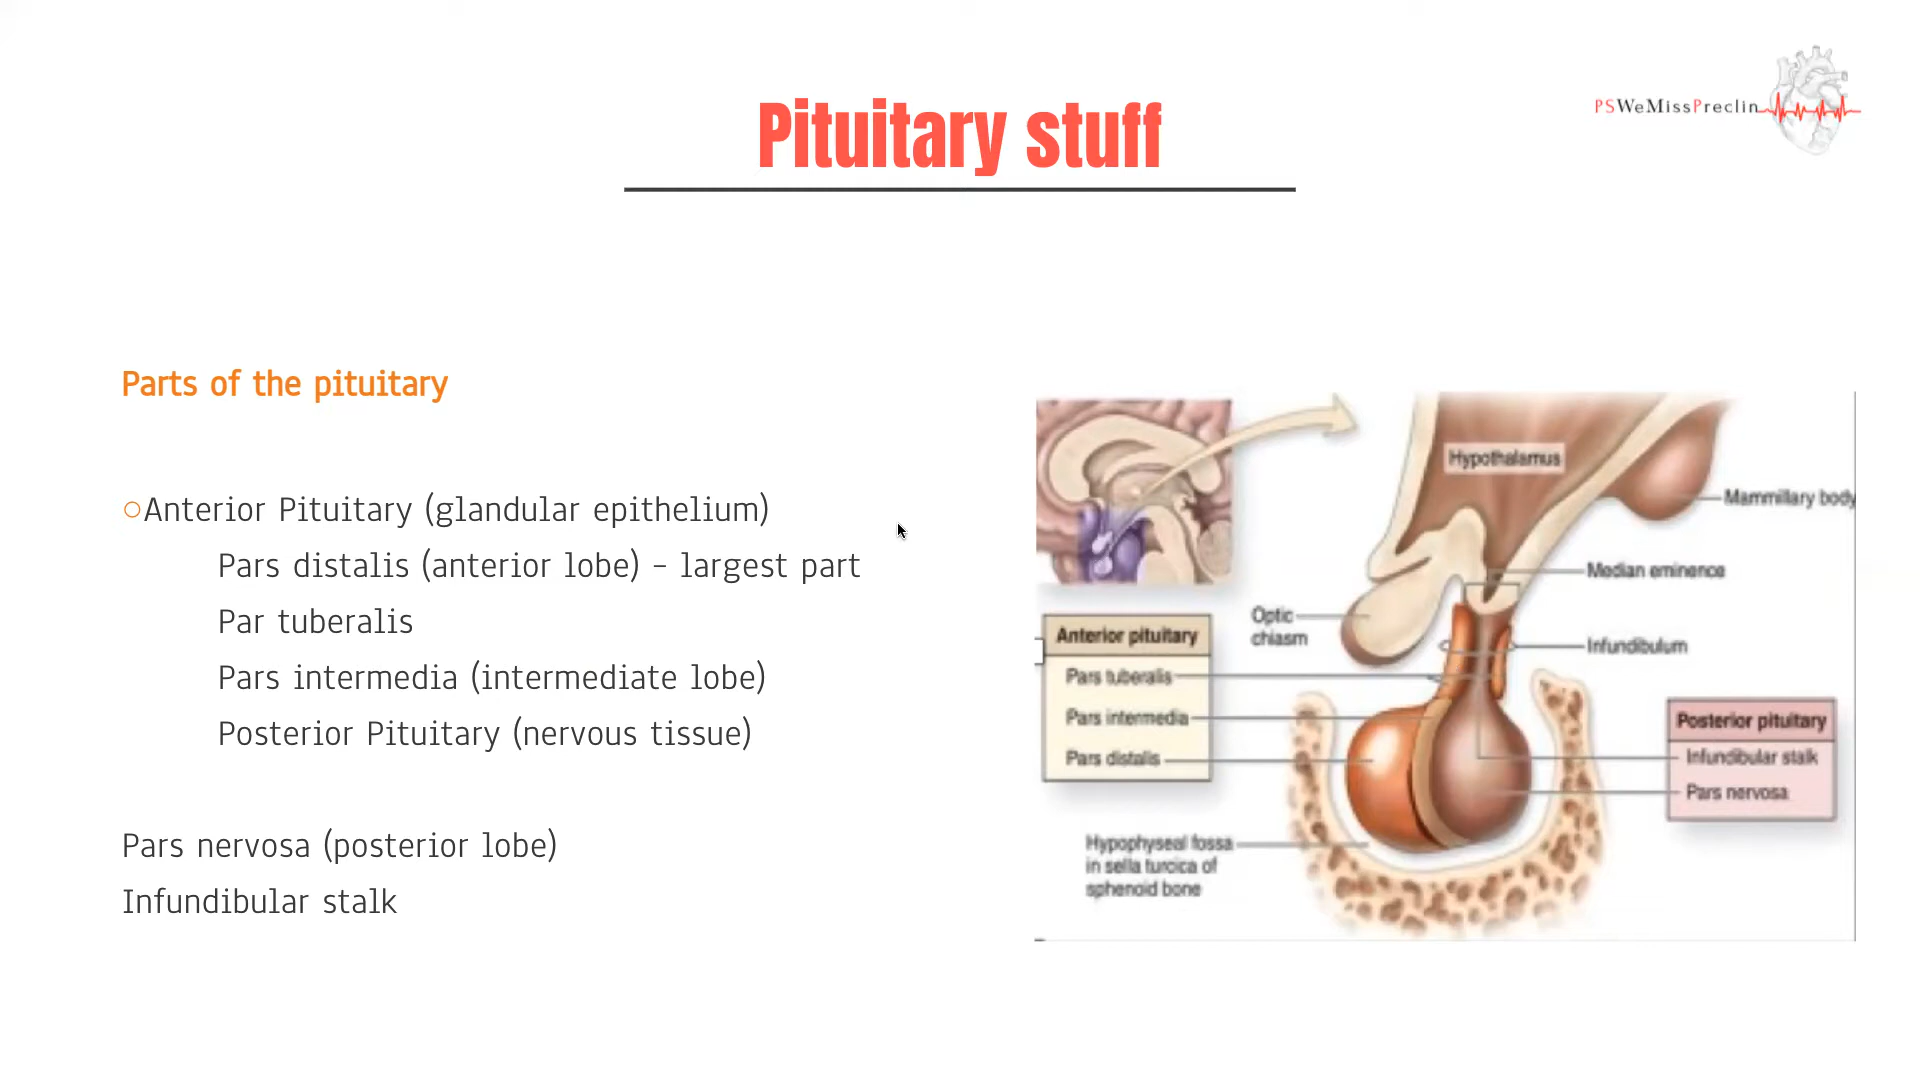 Pituitary stuff
PSWeMissPreclin
Parts of the pituitary
○Anterior Pituitary (glandular epithelium)
Pars distalis (anterior lobe) – largest part
Par tuberalis
Pars intermedia (intermediate lobe)
Posterior Pituitary (nervous tissue)
Pars nervosa (posterior lobe)
Infundibular stalk
Hypothalamus
Mammillary body
Median eminence
Optic
chiasm
Infundibulum
Anterior pituitary
Pars tuberalis
Pars intermedia
Pars distalis
Posterior pituitary
Infundibular stalk
Pars nervosa
Hypophyseal fossa
in sella turcica of
sphenoid bone